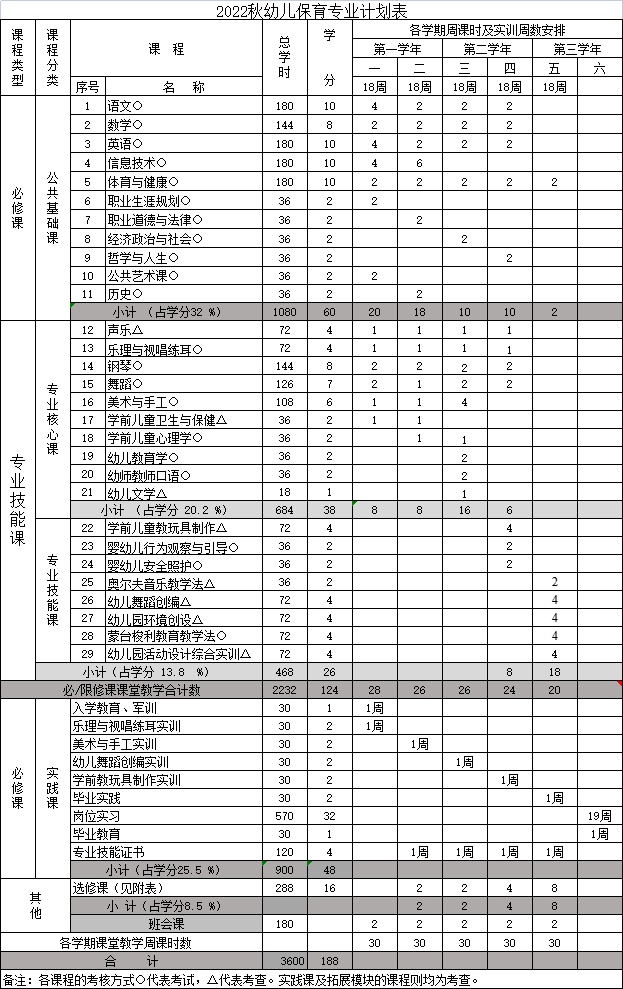 2022秋幼儿保育专业计划表
课程类型 课程分类 课 程 总学时 学分 各学期周课时及实训周数安排
第一学年 第二学年 第三学年
一 二 三 四 五 六
序号 名 称 18周 18周 18周 18周 18周
必修课 公共基础课
1 语文○ 180 10 4 2 2 2
2 数学○ 144 8 2 2 2 2
3 英语○ 180 10 4 2 2 2
4 信息技术○ 180 10 4 6
5 体育与健康○ 180 10 2 2 2 2 2
6 职业生涯规划○ 36 2 2
7 职业道德与法律○ 36 2 2
8 经济政治与社会○ 36 2 2
9 哲学与人生○ 36 2 2
10 公共艺术课○ 36 2 2
11 历史○ 36 2 2
小计 （占学分32 %） 1080 60 20 18 10 10 2
专业技能课 专业核心课
12 声乐△ 72 4 1 1 1 1
13 乐理与视唱练耳○ 72 4 1 1 1 1
14 钢琴○ 144 8 2 2 2 2
15 舞蹈○ 126 7 2 1 2 2
16 美术与手工○ 108 6 1 1 4
17 学前儿童卫生与保健△ 36 2 1 1
18 学前儿童心理学○ 36 2 1 1
19 幼儿教育学○ 36 2 2
20 幼师教师口语○ 36 2 2
21 幼儿文学△ 18 1 1
小计 （占学分 20.2 %） 684 38 8 8 16 6
专业技能课
22 学前儿童教玩具制作△ 72 4 4
23 婴幼儿行为观察与引导○ 36 2 2
24 婴幼儿安全照护○ 36 2 2
25 奥尔夫音乐教学法△ 36 2 2
26 幼儿舞蹈创编△ 72 4 4
27 幼儿园环境创设△ 72 4 4
28 蒙台梭利教育教学法○ 72 4 4
29 幼儿园活动设计综合实训△ 72 4 4
小计（占学分 13.8 %） 468 26 8 18
必/限修课课堂教学合计数 2232 124 28 26 26 24 20
必修课 实践课
入学教育、军训 30 1 1周
乐理与视唱练耳实训 30 2 1周
美术与手工实训 30 2 1周
幼儿舞蹈创编实训 30 2 1周
学前教玩具制作实训 30 2 1周
毕业实践 30 2 1周
岗位实习 570 32 19周
毕业教育 30 1 1周
专业技能证书 120 4 1周 1周 1周 1周
小计（占学分25.5 %） 900 48
其他
选修课（见附表） 288 16 2 2 4 8
小 计（占学分8.5 %） 2 2 4 8
班会课 180 2 2 2 2 2
各学期课堂教学周课时数 30 30 30 30 30
合 计 3600 188
备注：各课程的考核方式○代表考试，△代表考查。实践课及拓展模块的课程则均为考查。